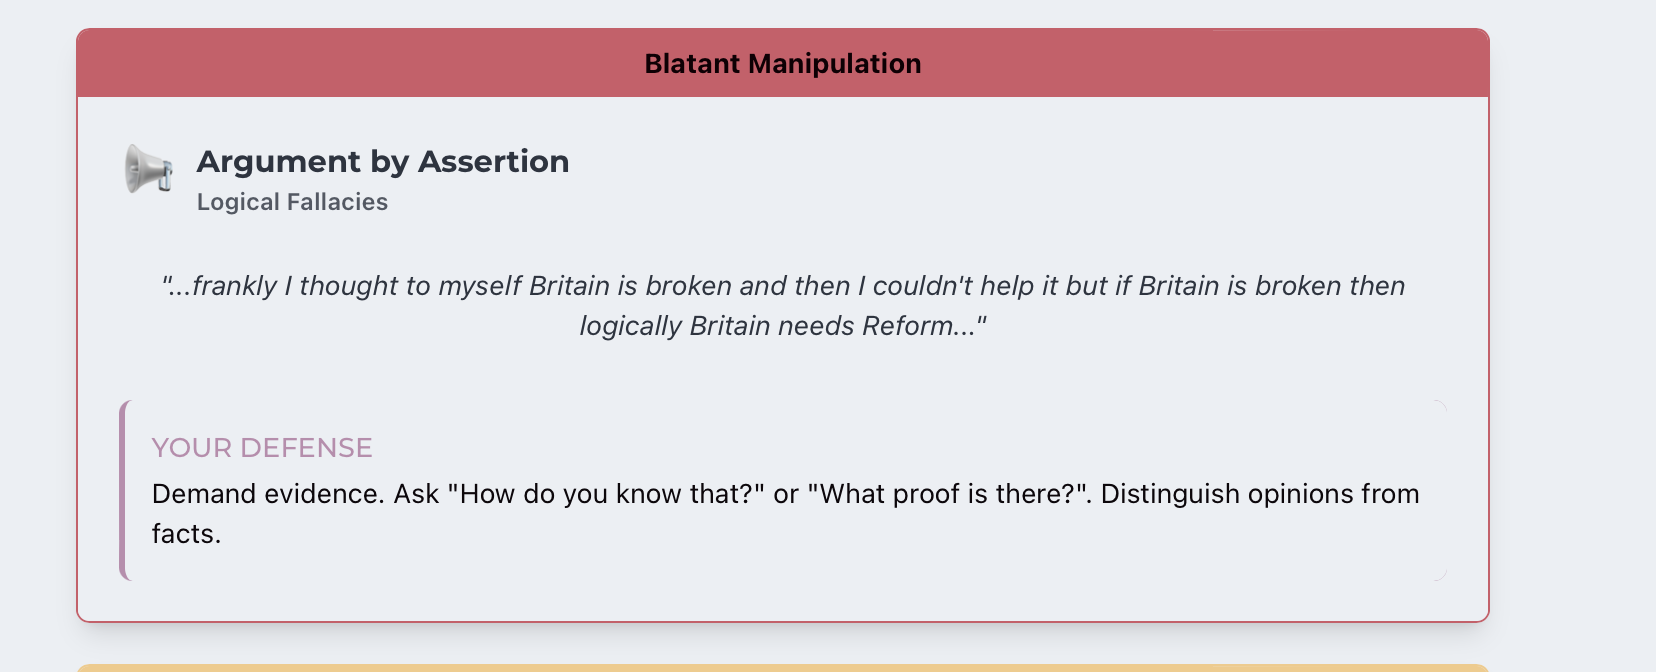 Blatant Manipulation
Argument by Assertion
Logical Fallacies
"...frankly I thought to myself Britain is broken and then I couldn't help it but if Britain is broken then
logically Britain needs Reform..."
YOUR DEFENSE
Demand evidence. Ask "How do you know that?" or "What proof is there?". Distinguish opinions from
facts.